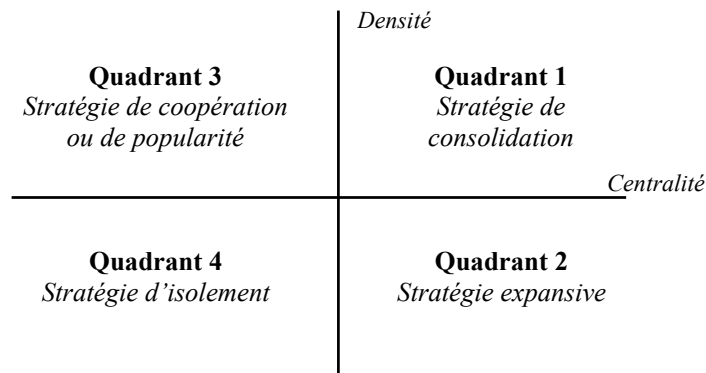 Densité
Quadrant 3
Stratégie de coopération
ou de popularité
Quadrant 1
Stratégie de
consolidation
Centralité
Quadrant 4
Stratégie d’isolement
Quadrant 2
Stratégie expansive